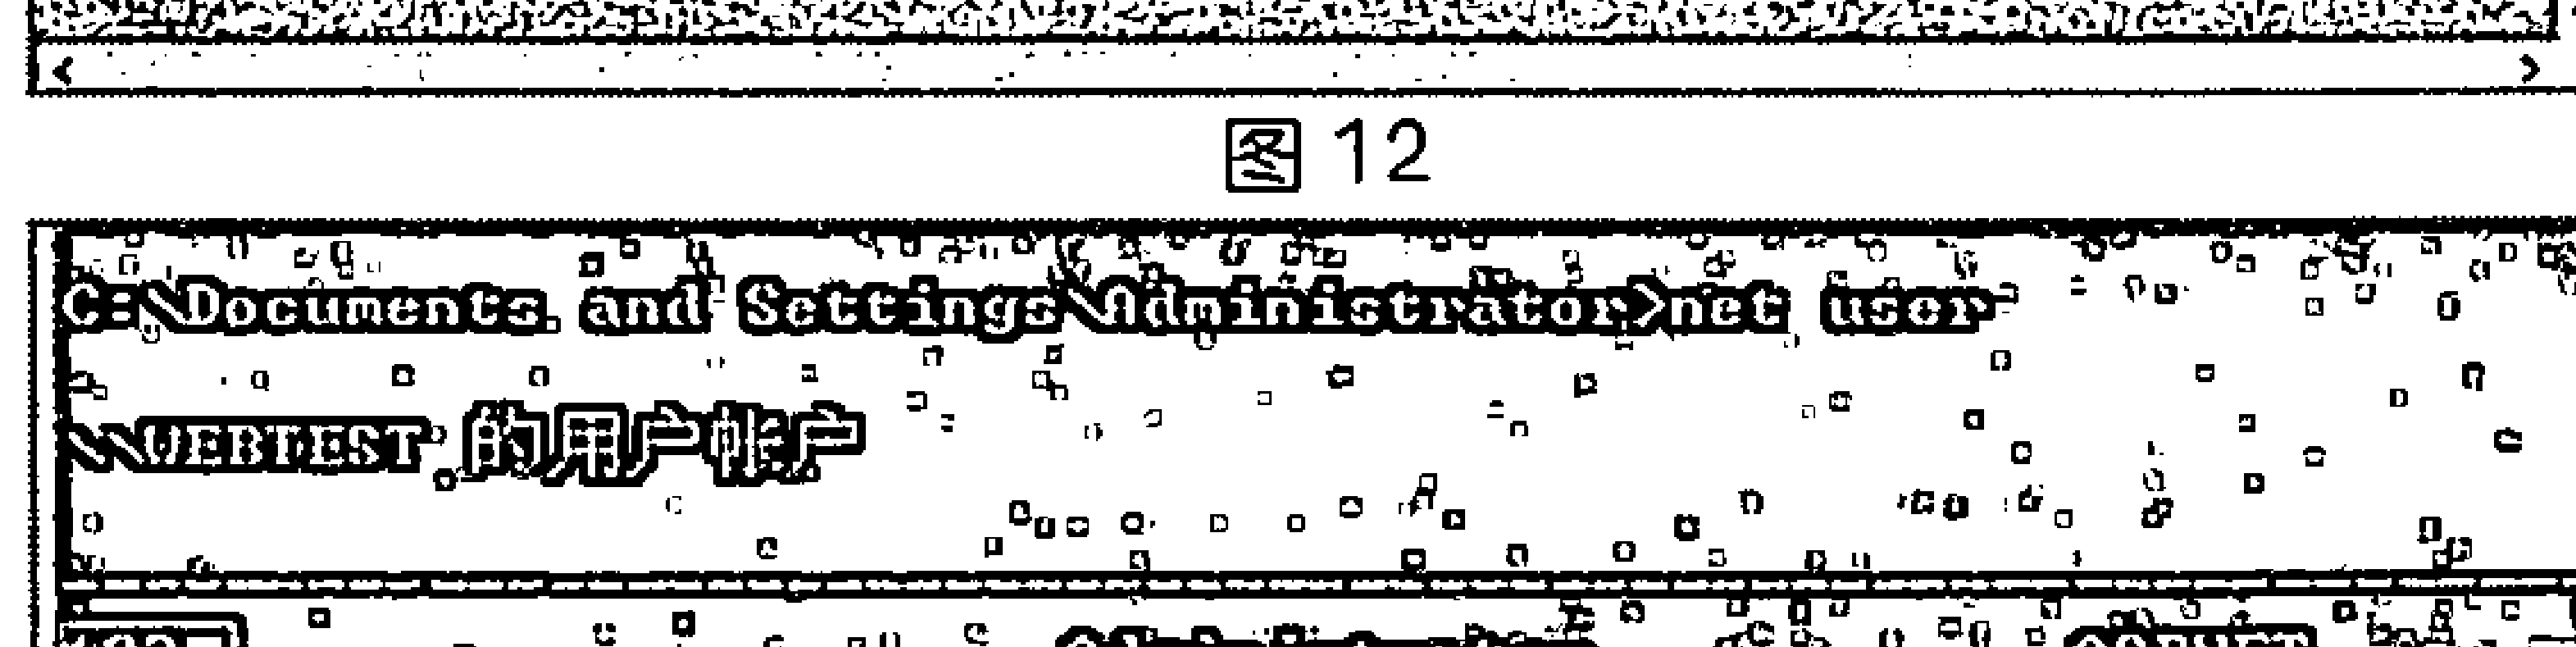 图 12
C:\Documents and Settings\Administrator>net user
\\WEBTEST 的用户帐户